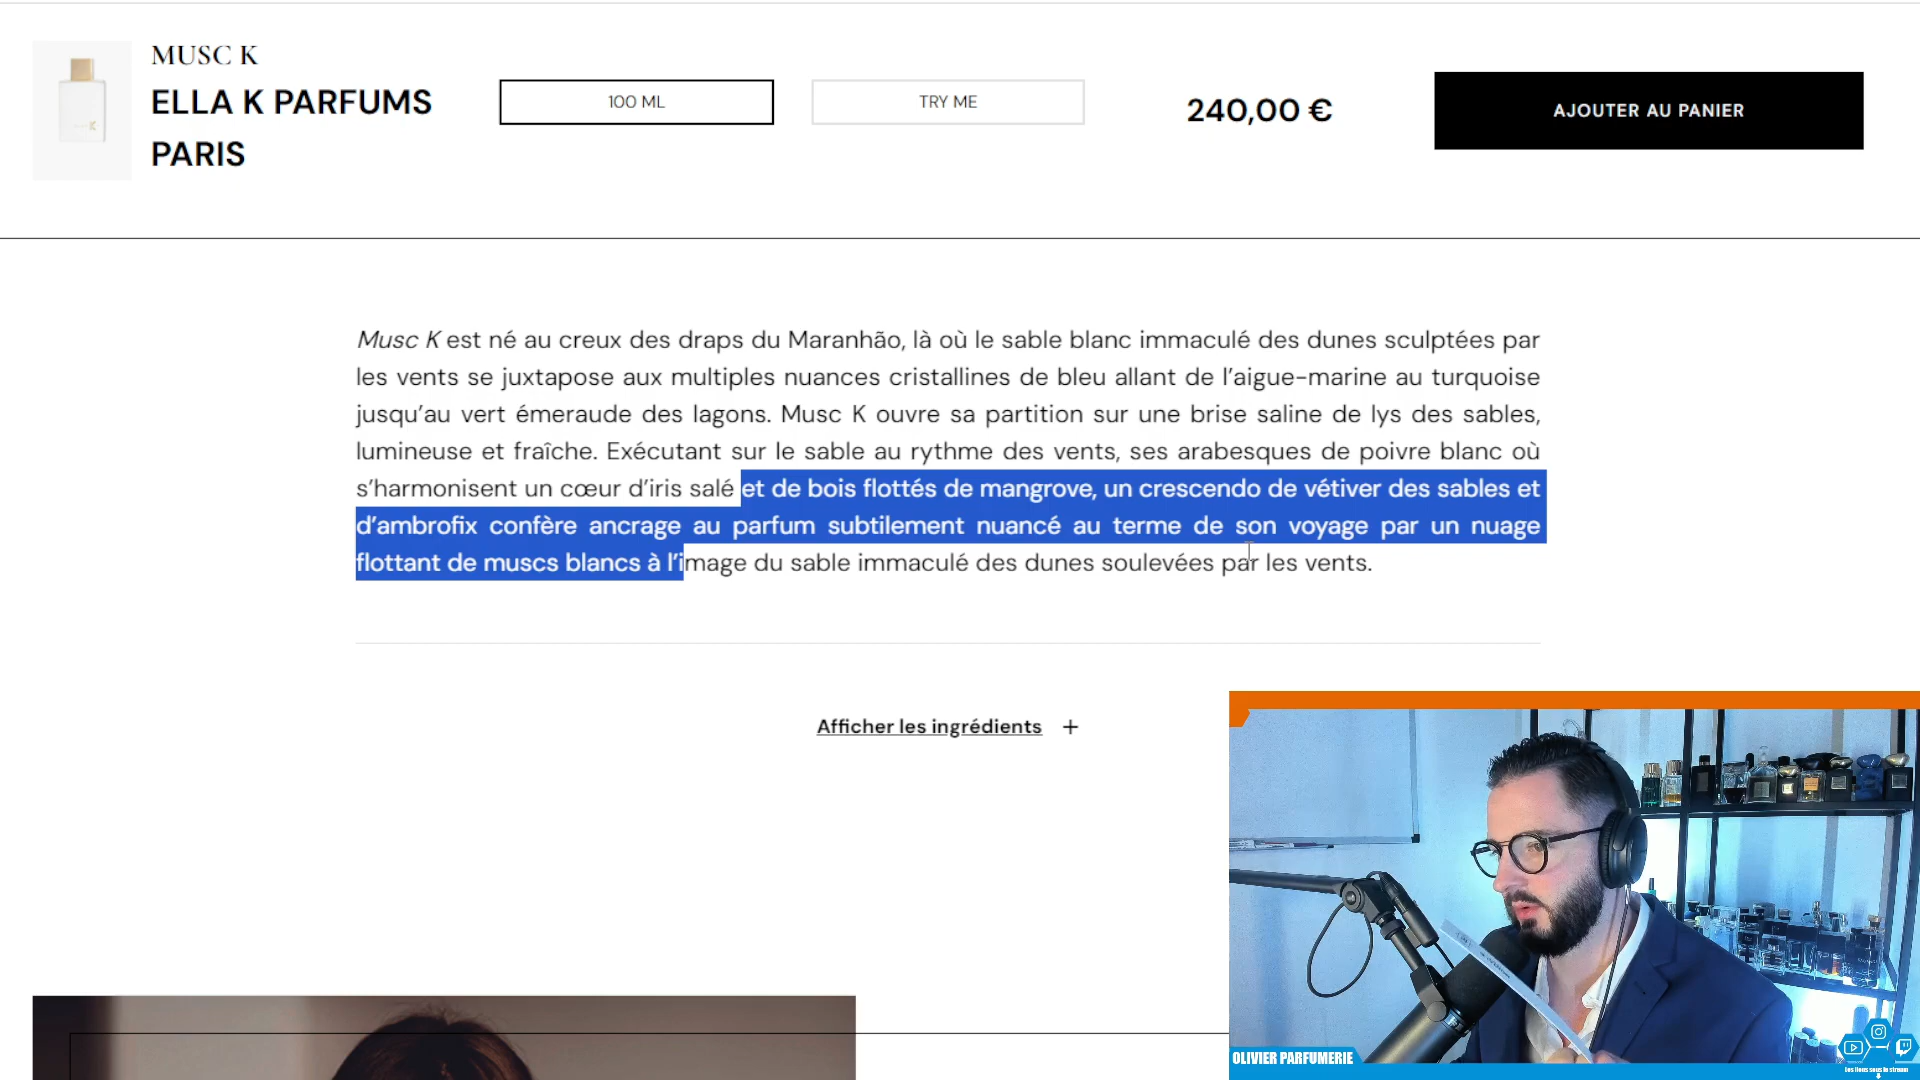 MUSC K
ELLA K PARFUMS
PARIS
100 ML
TRY ME
240,00 €
AJOUTER AU PANIER
Musc K est né au creux des draps du Maranhão, là où le sable blanc immaculé des dunes sculptées par
les vents se juxtapose aux multiples nuances cristallines de bleu allant de l’aigue-marine au turquoise
jusqu’au vert émeraude des lagons. Musc K ouvre sa partition sur une brise saline de lys des sables,
lumineuse et fraîche. Exécutant sur le sable au rythme des vents, ses arabesques de poivre blanc où
s’harmonisent un cœur d’iris salé et de bois flottés de mangrove, un crescendo de vétiver des sables et
d’ambrofix confère ancrage au parfum subtilement nuancé au terme de son voyage par un nuage
flottant de muscs blancs à l’image du sable immaculé des dunes soulevées par les vents.
Afficher les ingrédients +
OLIVIER PARFUMERIE
Les liens sous le stream